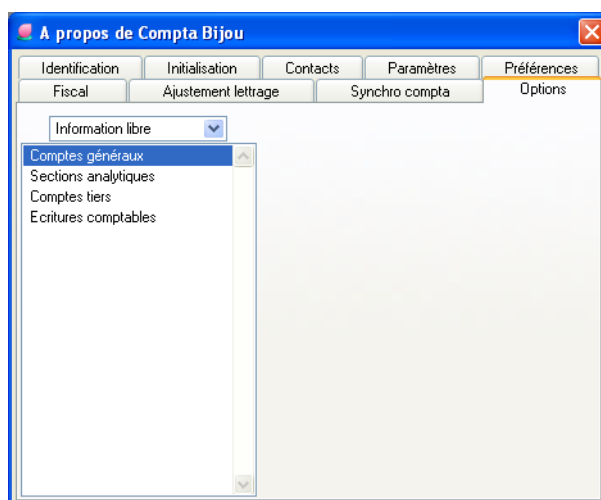 A propos de Compta Bijou
Identification Initialisation Contacts Paramètres Préférences
Fiscal Ajustement lettrage Synchro compta Options
Information libre
Comptes généraux
Sections analytiques
Comptes tiers
Ecritures comptables